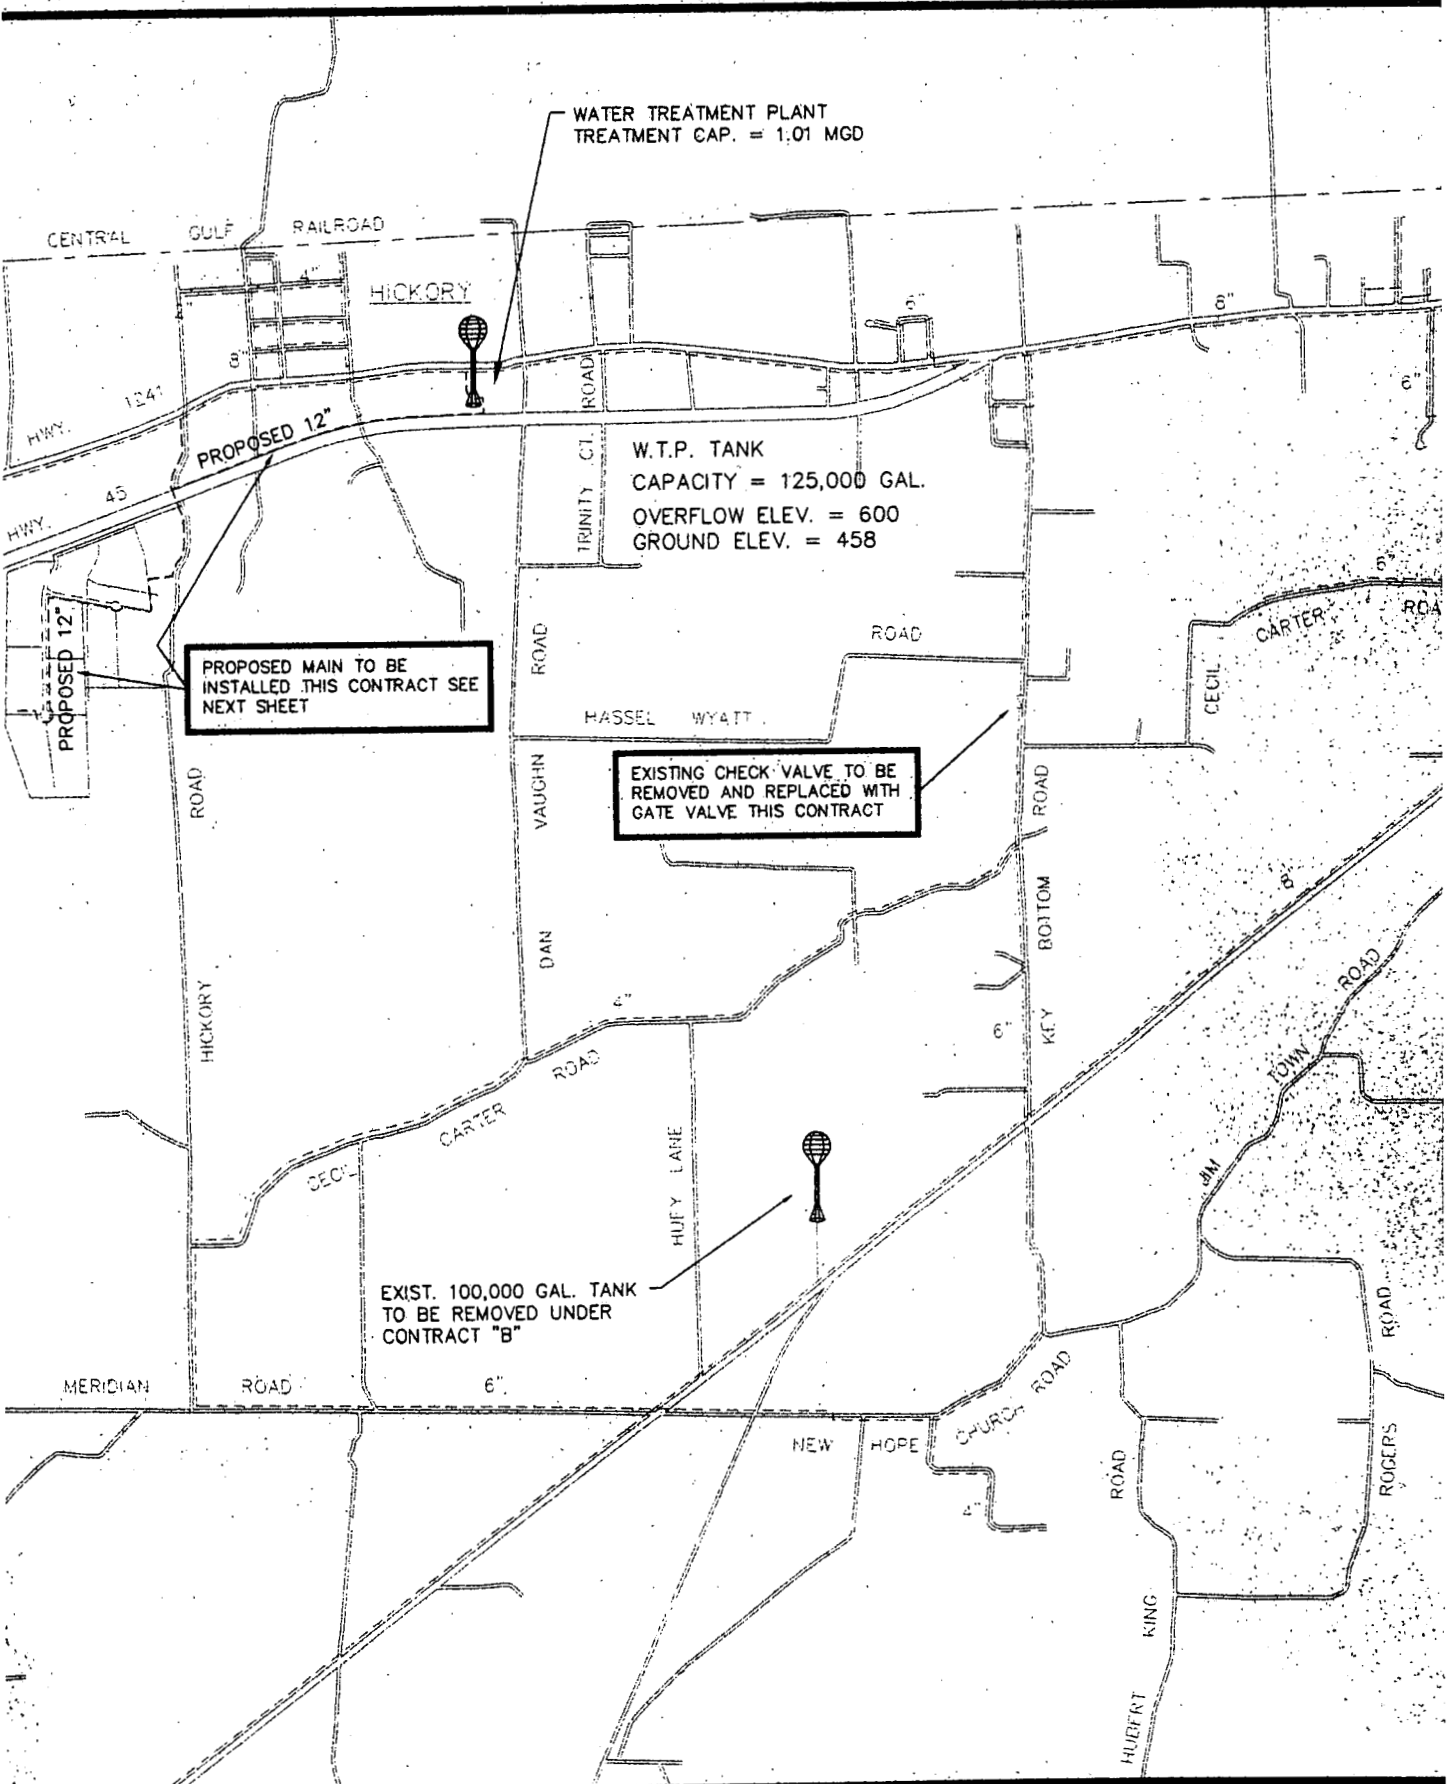 WATER TREATMENT PLANT
TREATMENT CAP. = 1.01 MGD
CENTRAL GULF RAILROAD
4"
HICKORY
6"
8"
8"
6"
HWY. 1241
PROPOSED 12"
HWY. 45
TRINITY CT. ROAD
W.T.P. TANK
CAPACITY = 125,000 GAL.
OVERFLOW ELEV. = 600
GROUND ELEV. = 458
6"
CECIL CARTER ROA
PROPOSED 12"
PROPOSED MAIN TO BE
INSTALLED THIS CONTRACT SEE
NEXT SHEET
HASSEL WYATT ROAD
EXISTING CHECK VALVE TO BE
REMOVED AND REPLACED WITH
GATE VALVE THIS CONTRACT
HICKORY ROAD
DAN VAUGHN ROAD
KEY BOTTOM ROAD
8"
4"
6"
JIM TOWN ROAD
CECIL CARTER ROAD
HUEY LANE
EXIST. 100,000 GAL. TANK
TO BE REMOVED UNDER
CONTRACT "B"
MERIDIAN ROAD
6"
NEW HOPE CHURCH ROAD
4"
HUBERT KING ROAD
ROGERS ROAD